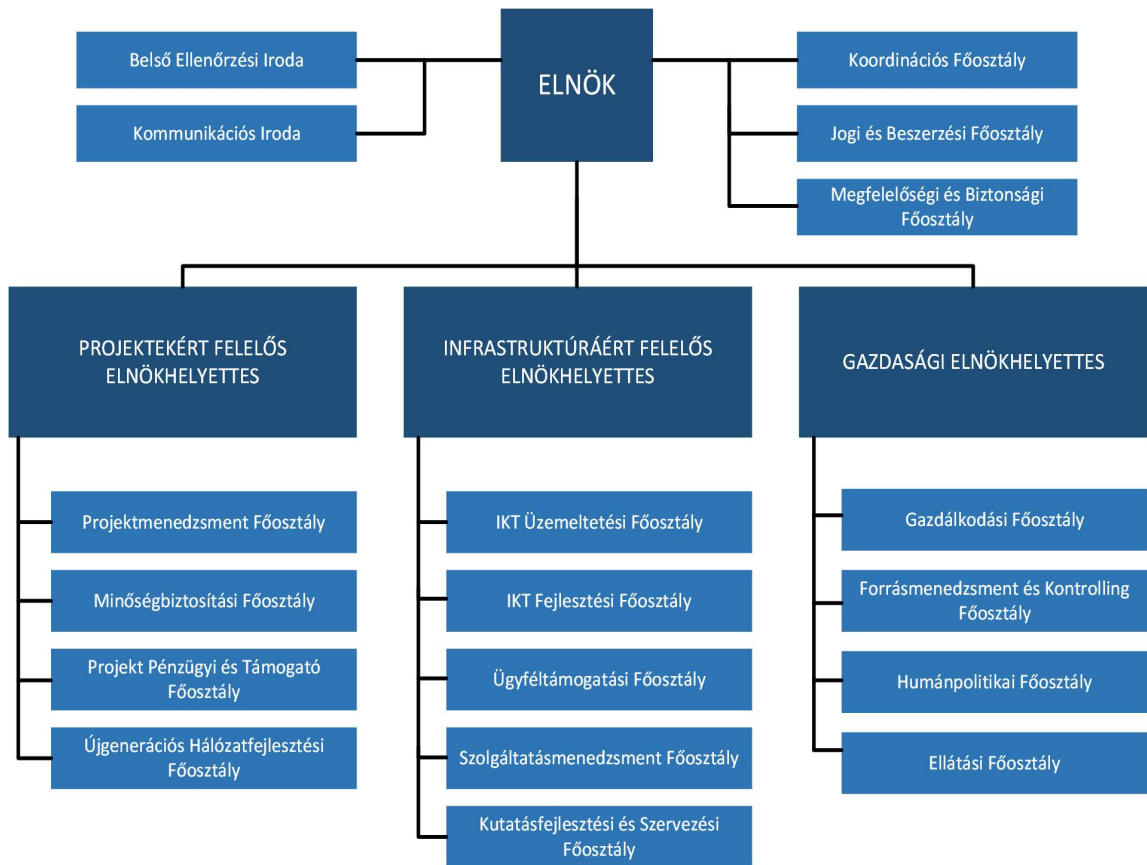 Belső Ellenőrzési Iroda
Kommunikációs Iroda
ELNÖK
Koordinációs Főosztály
Jogi és Beszerzési Főosztály
Megfelelőségi és Biztonsági
Főosztály
PROJEKTEKÉRT FELELŐS
ELNÖKHELYETTES
Projektmenedzsment Főosztály
Minőségbiztosítási Főosztály
Projekt Pénzügyi és Támogató
Főosztály
Újgenerációs Hálózatfejlesztési
Főosztály
INFRASTRUKTÚRÁÉRT FELELŐS
ELNÖKHELYETTES
IKT Üzemeltetési Főosztály
IKT Fejlesztési Főosztály
Ügyféltámogatási Főosztály
Szolgáltatásmenedzsment Főosztály
Kutatásfejlesztési és Szervezési
Főosztály
GAZDASÁGI ELNÖKHELYETTES
Gazdálkodási Főosztály
Forrásmenedzsment és Kontrolling
Főosztály
Humánpolitikai Főosztály
Ellátási Főosztály